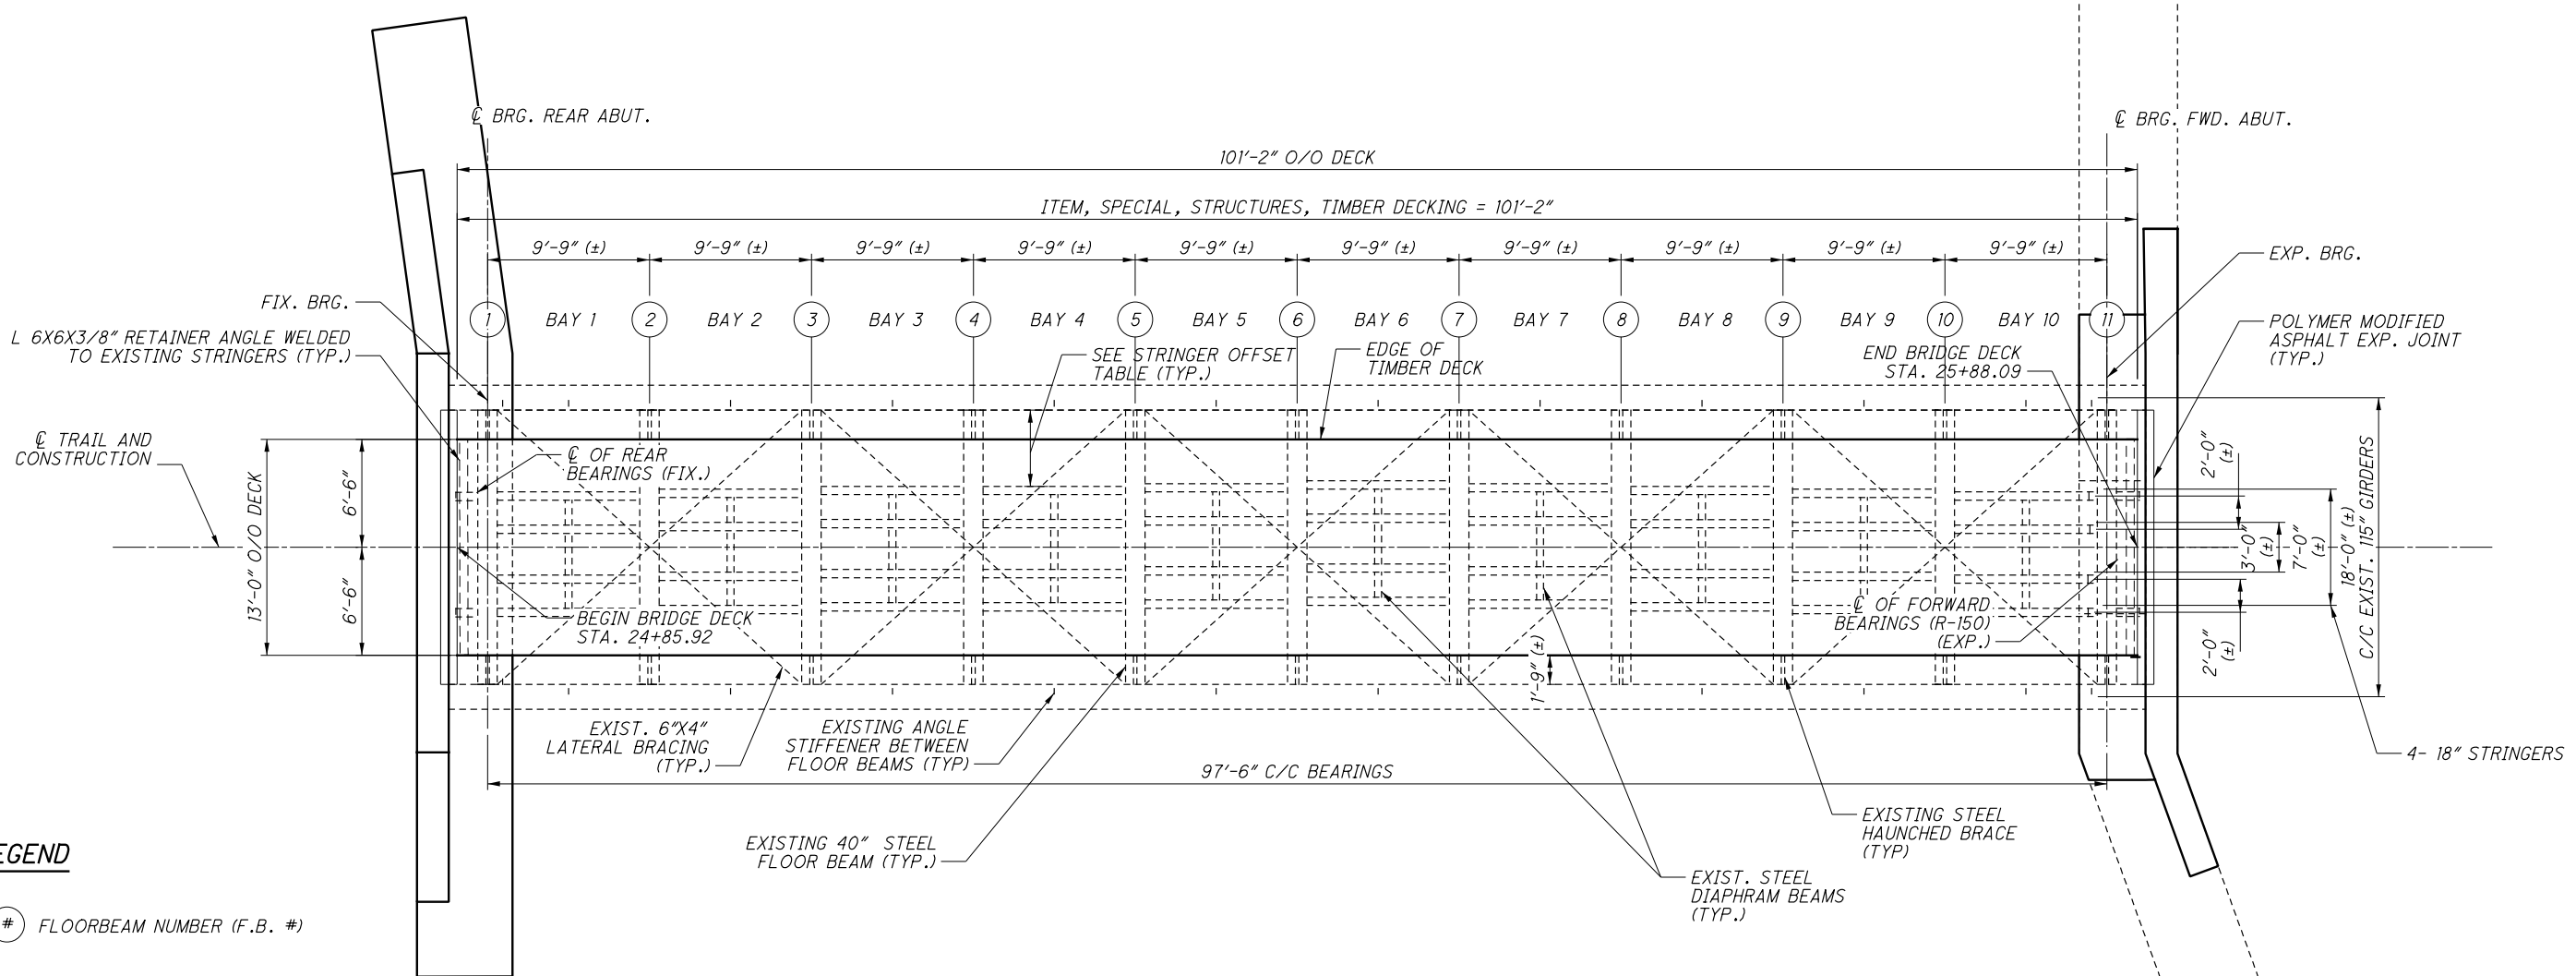 ℄ BRG. REAR ABUT.
℄ BRG. FWD. ABUT.
101'-2" O/O DECK
ITEM, SPECIAL, STRUCTURES, TIMBER DECKING = 101'-2"
9'-9" (±)
9'-9" (±)
9'-9" (±)
9'-9" (±)
9'-9" (±)
9'-9" (±)
9'-9" (±)
9'-9" (±)
9'-9" (±)
9'-9" (±)
EXP. BRG.
FIX. BRG.
1
BAY 1
2
BAY 2
3
BAY 3
4
BAY 4
5
BAY 5
6
BAY 6
7
BAY 7
8
BAY 8
9
BAY 9
10
BAY 10
11
L 6X6X3/8" RETAINER ANGLE WELDED
TO EXISTING STRINGERS (TYP.)
SEE STRINGER OFFSET
TABLE (TYP.)
EDGE OF
TIMBER DECK
END BRIDGE DECK
STA. 25+88.09
POLYMER MODIFIED
ASPHALT EXP. JOINT
(TYP.)
℄ TRAIL AND
CONSTRUCTION
℄ OF REAR
BEARINGS (FIX.)
13'-0" O/O DECK
6'-6"
6'-6"
BEGIN BRIDGE DECK
STA. 24+85.92
℄ OF FORWARD
BEARINGS (R-150)
(EXP.)
2'-0"
(±)
3'-0"
(±)
7'-0"
(±)
18'-0" (±)
C/C EXIST. 115" GIRDERS
2'-0"
(±)
1'-9" (±)
EXIST. 6"X4"
LATERAL BRACING
(TYP.)
EXISTING ANGLE
STIFFENER BETWEEN
FLOOR BEAMS (TYP)
97'-6" C/C BEARINGS
4- 18" STRINGERS
EXISTING 40" STEEL
FLOOR BEAM (TYP.)
EXISTING STEEL
HAUNCHED BRACE
(TYP)
EXIST. STEEL
DIAPHRAM BEAMS
(TYP.)
EGEND
# FLOORBEAM NUMBER (F.B. #)